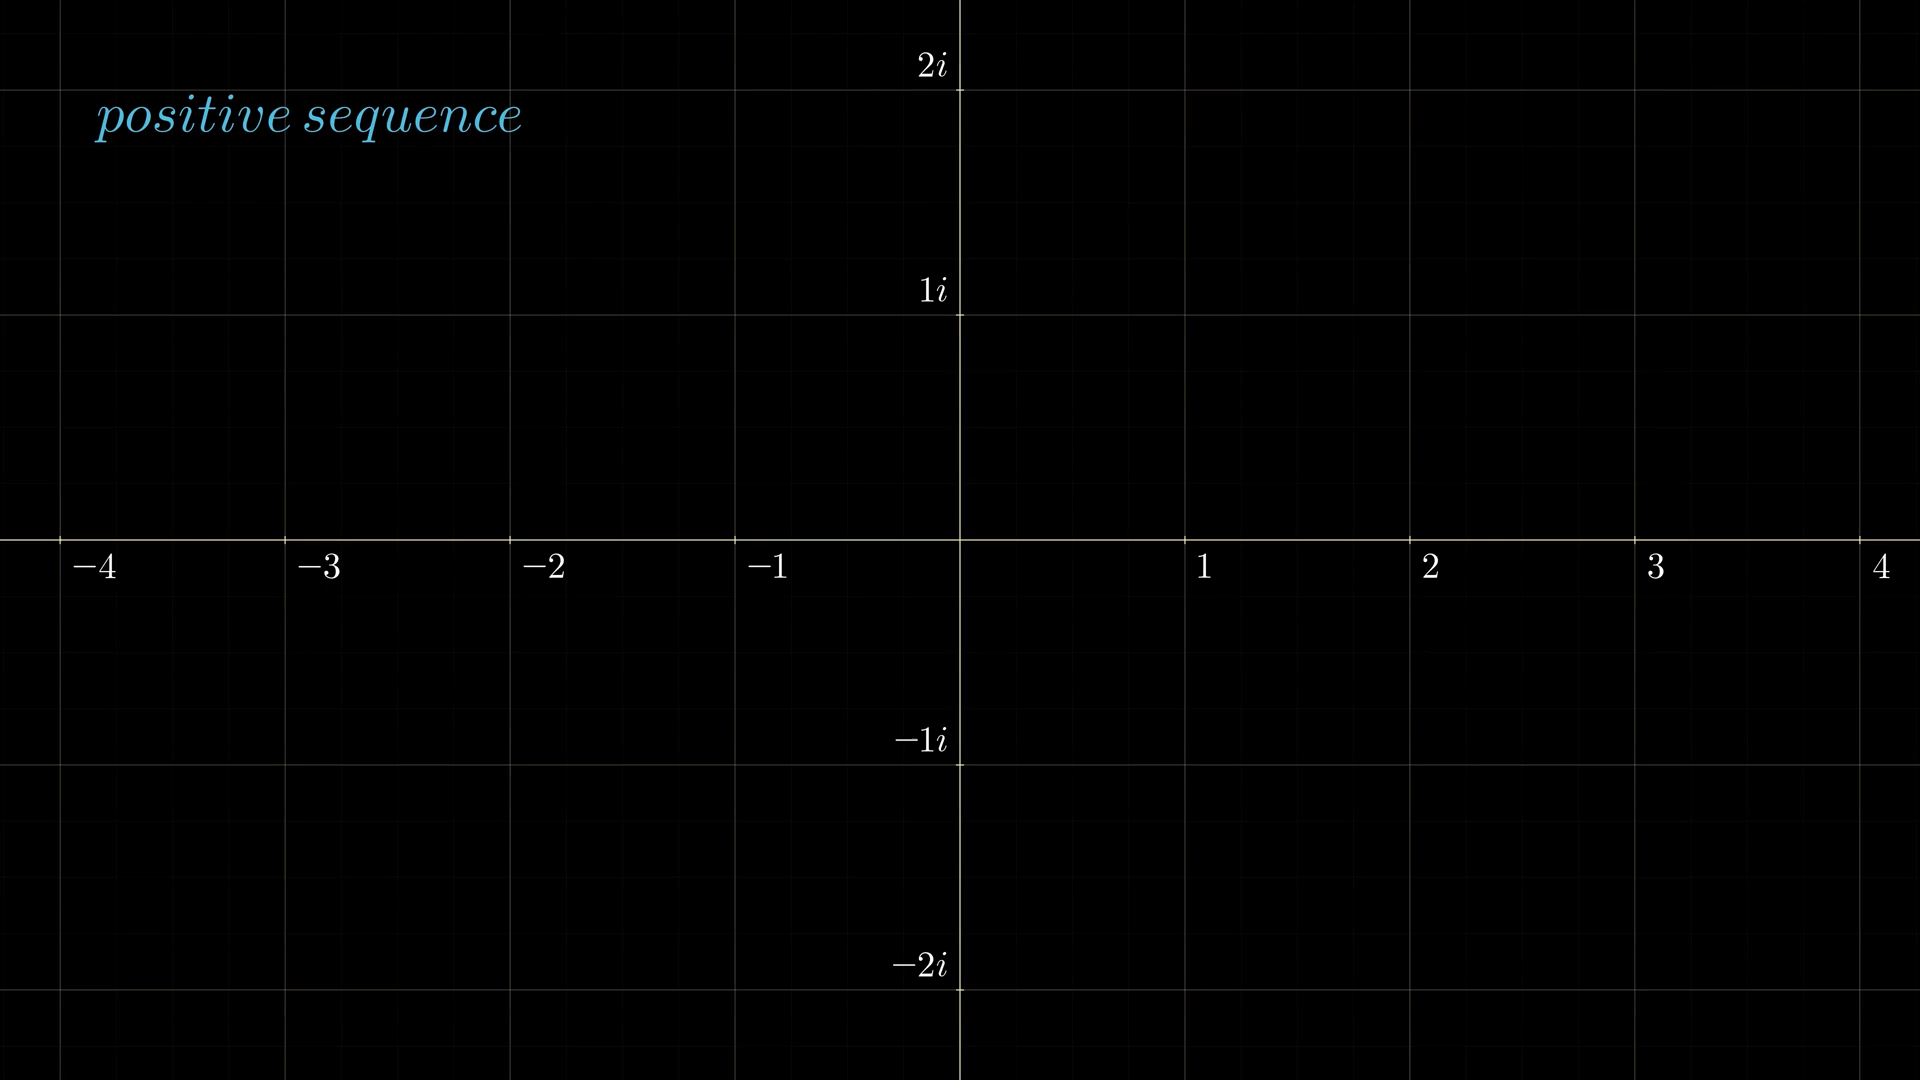 2i
positive sequence
1i
−4 −3 −2 −1 1 2 3 4
−1i
−2i